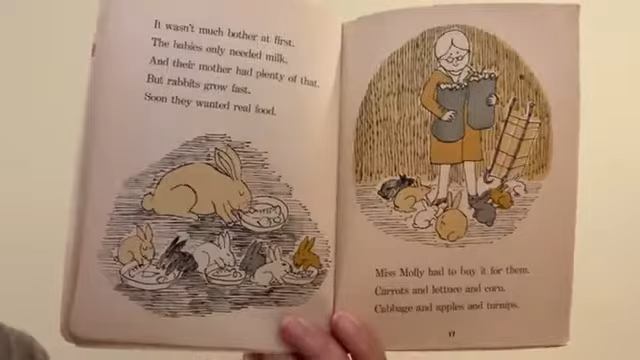 It wasn't much bother at first.
The babies only needed milk.
And their mother had plenty of that.
But rabbits grow fast.
Soon they wanted real food.
Miss Molly had to buy it for them.
Carrots and lettuce and corn.
Cabbage and apples and turnips.
17